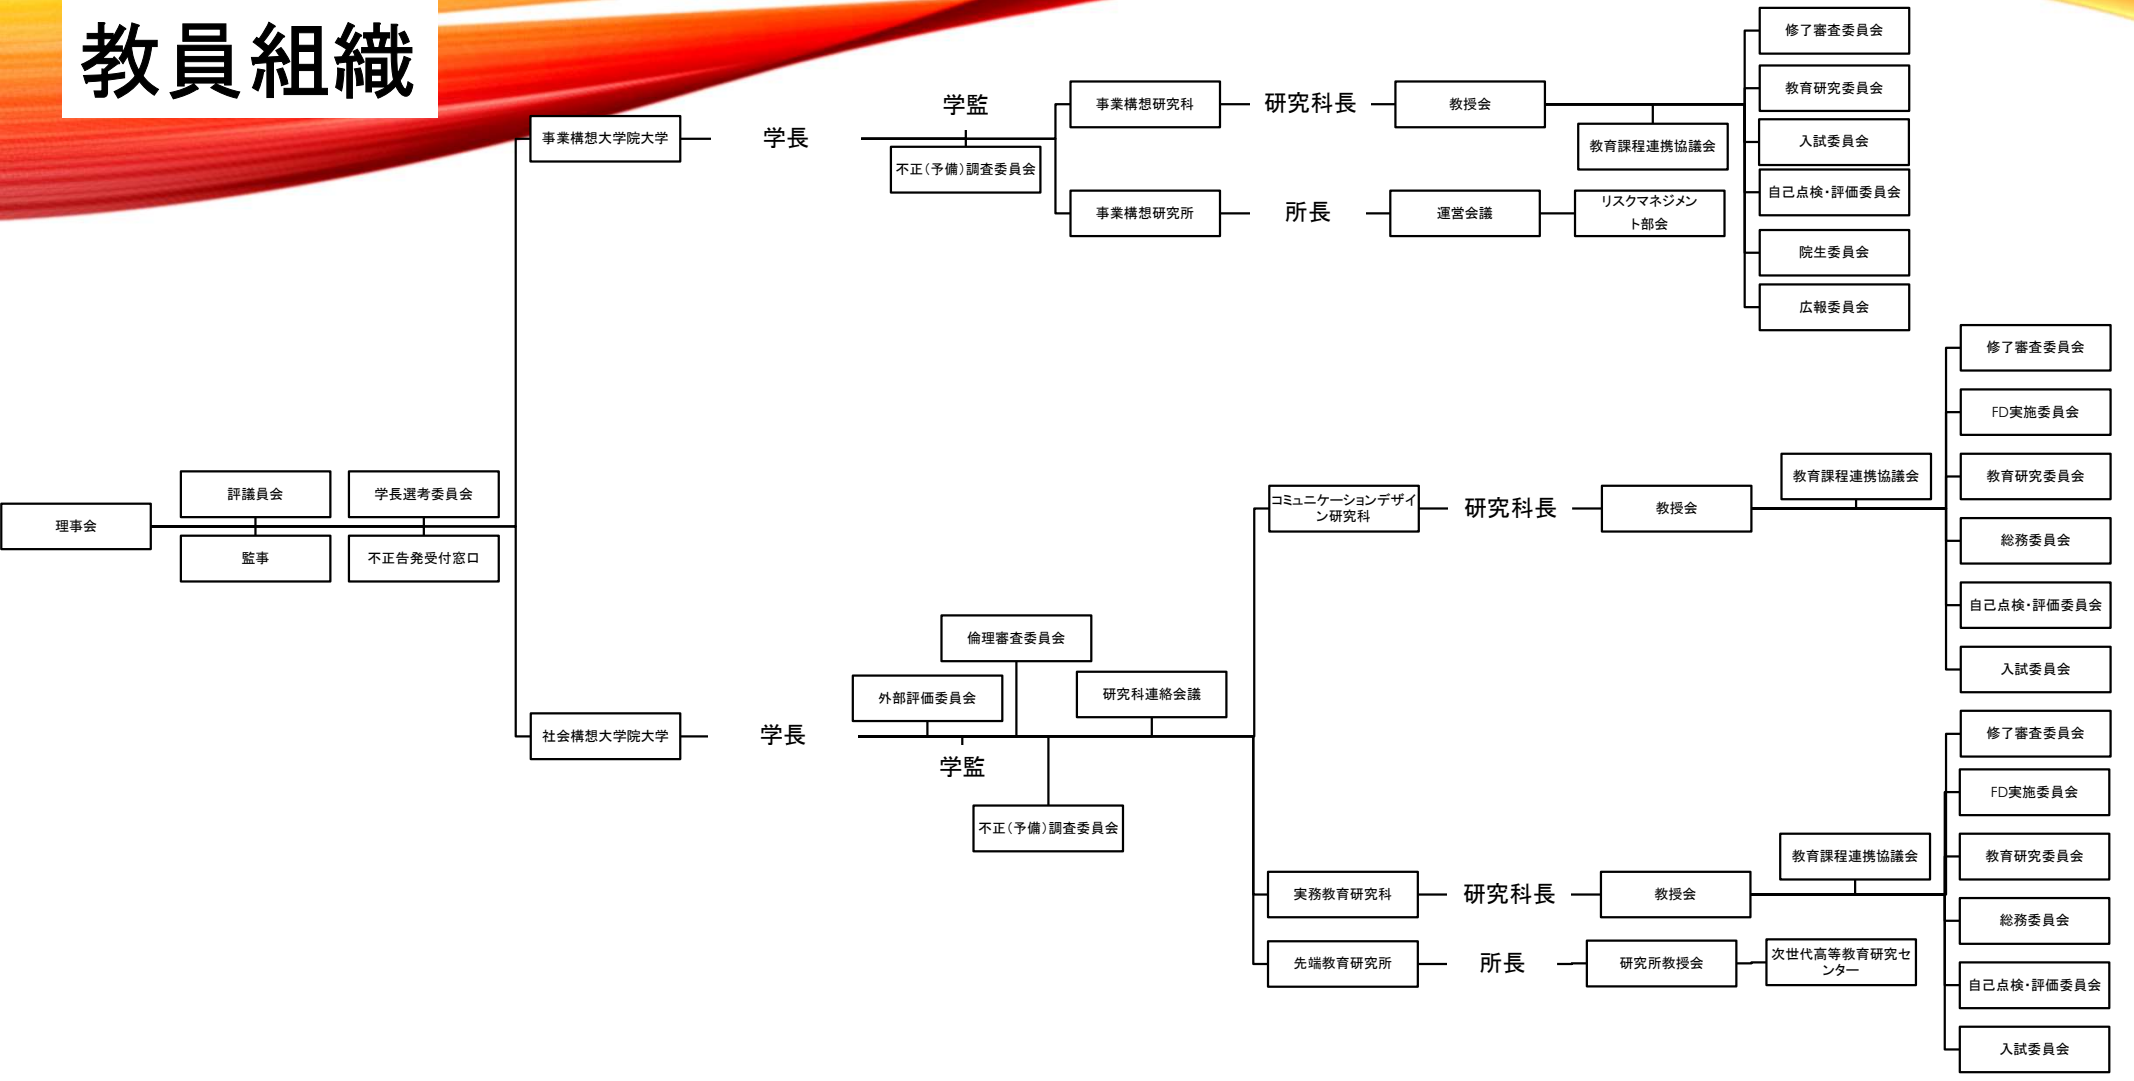 教員組織
理事会
評議員会
監事
学長選考委員会
不正告発受付窓口
事業構想大学院大学
学長
学監
不正（予備）調査委員会
事業構想研究科
研究科長
教授会
教育課程連携協議会
修了審査委員会
教育研究委員会
入試委員会
自己点検・評価委員会
院生委員会
広報委員会
事業構想研究所
所長
運営会議
リスクマネジメン
ト部会
社会構想大学院大学
学長
外部評価委員会
学監
倫理審査委員会
不正（予備）調査委員会
研究科連絡会議
コミュニケーションデザイ
ン研究科
研究科長
教授会
教育課程連携協議会
修了審査委員会
FD実施委員会
教育研究委員会
総務委員会
自己点検・評価委員会
入試委員会
実務教育研究科
研究科長
教授会
教育課程連携協議会
修了審査委員会
FD実施委員会
教育研究委員会
総務委員会
自己点検・評価委員会
入試委員会
先端教育研究所
所長
研究所教授会
次世代高等教育研究セ
ンター